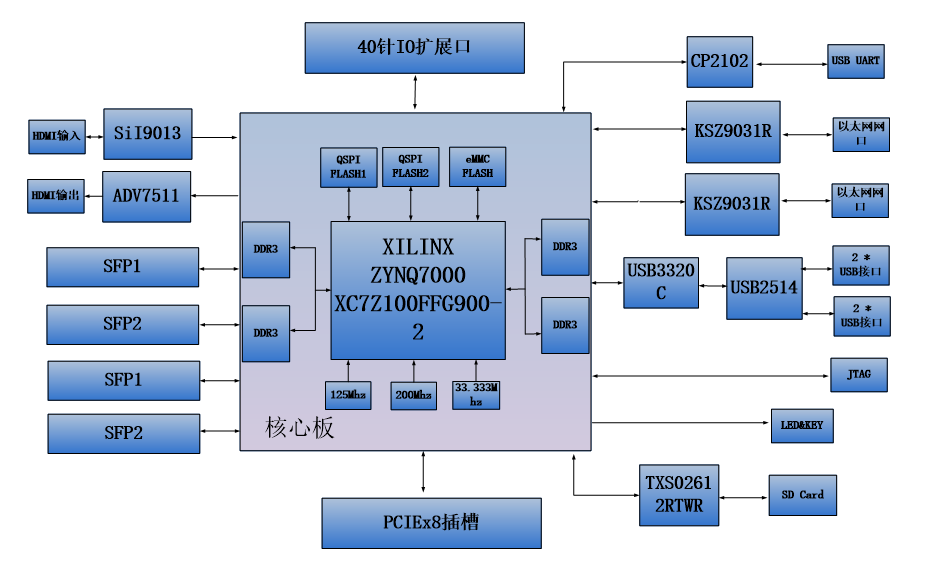 40针IO扩展口
CP2102
USB UART
HDMI输入
SiI9013
KSZ9031R
以太网网
口
QSPI
FLASH1
QSPI
FLASH2
eMMC
FLASH
HDMI输出
ADV7511
KSZ9031R
以太网网
口
DDR3
DDR3
XILINX
ZYNQ7000
XC7Z100FFG900-
2
DDR3
DDR3
SFP1
SFP2
SFP1
SFP2
USB3320
C
USB2514
2 *
USB接口
2 *
USB接口
125Mhz
200Mhz
33.333M
hz
JTAG
核心板
LED&KEY
TXS0261
2RTWR
SD Card
PCIEx8插槽